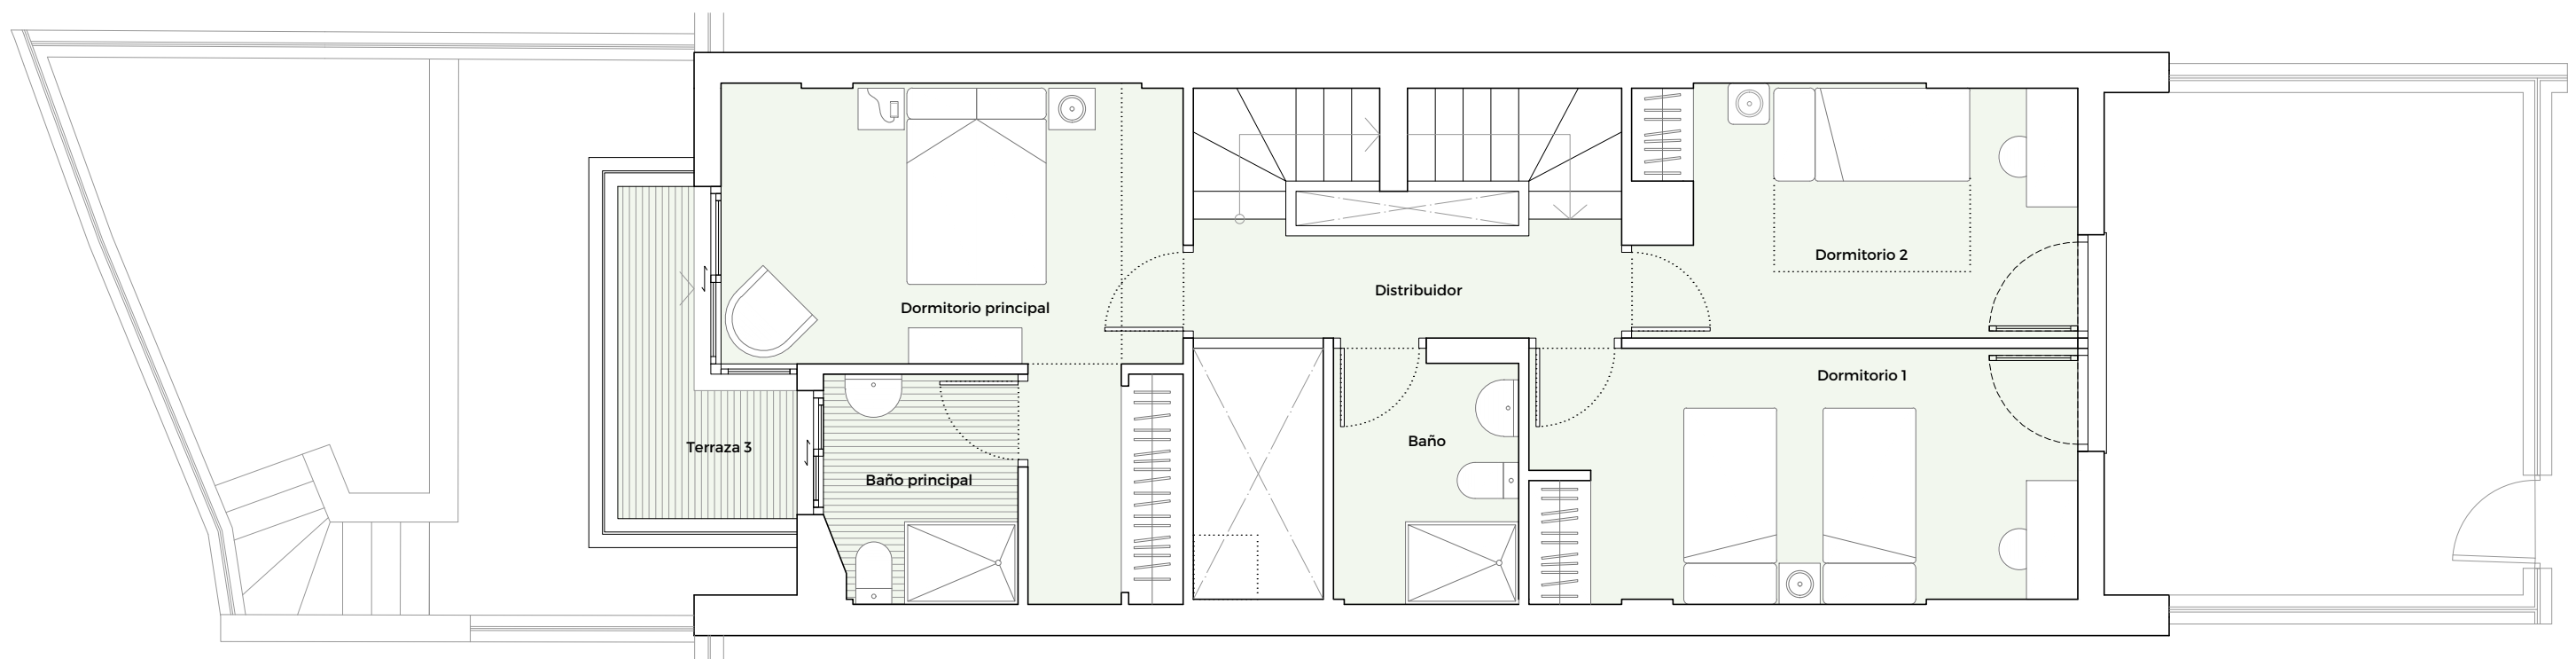 Dormitorio 2
Distribuidor
Dormitorio principal
Dormitorio 1
Baño
Terraza 3
Baño principal